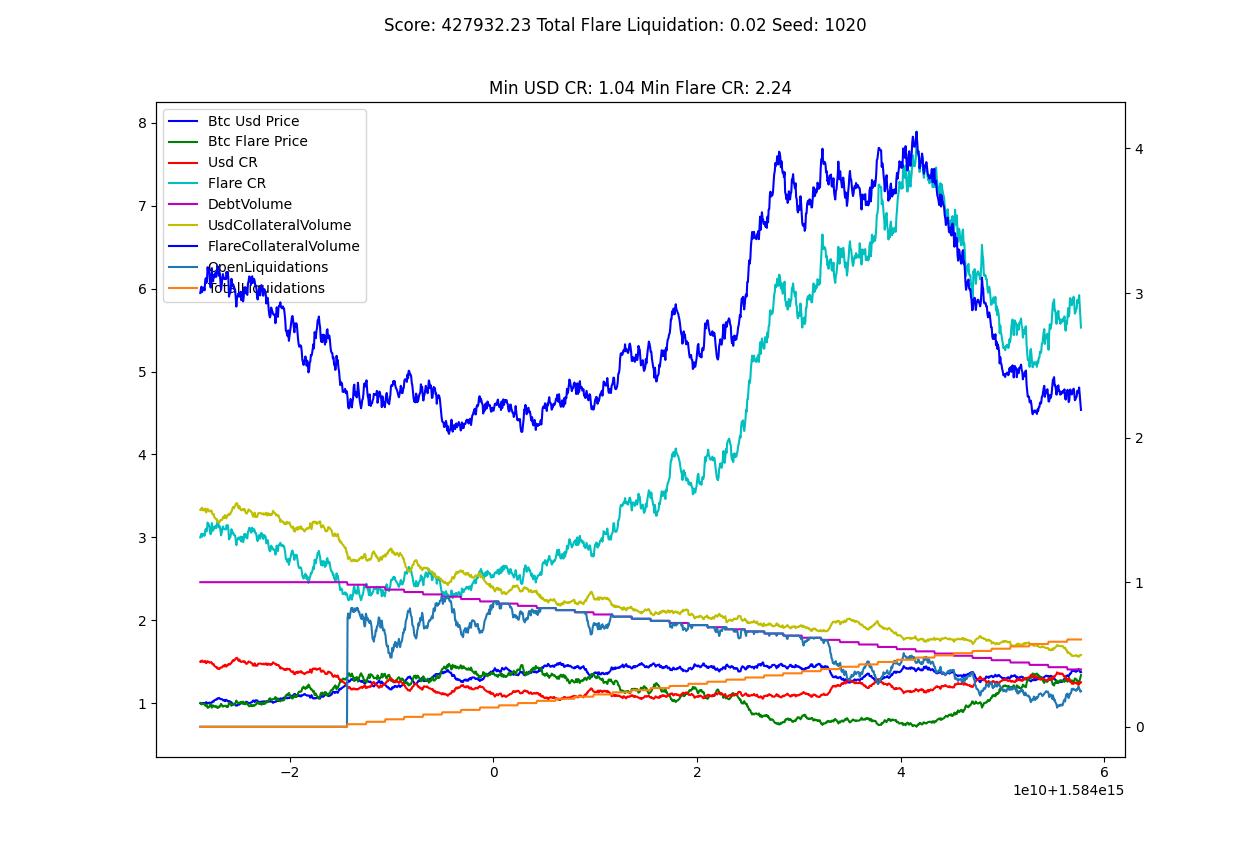 Score: 427932.23 Total Flare Liquidation: 0.02 Seed: 1020
Min USD CR: 1.04 Min Flare CR: 2.24
Btc Usd Price
Btc Flare Price
Usd CR
Flare CR
DebtVolume
UsdCollateralVolume
FlareCollateralVolume
OpenLiquidations
TotalLiquidations
8
7
6
5
4
3
2
1
4
3
2
1
0
−2
0
2
4
6
1e10+1.584e15